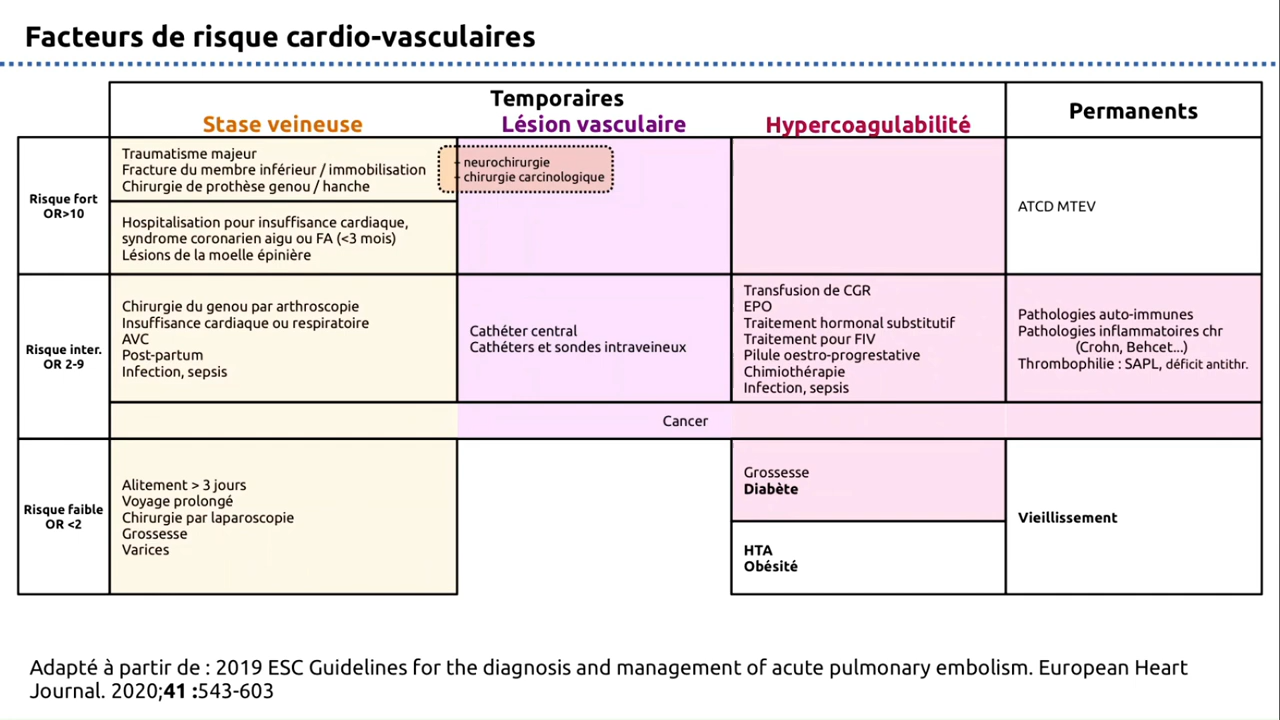 Facteurs de risque cardio-vasculaires
Temporaires
Permanents
Stase veineuse
Lésion vasculaire
Hypercoagulabilité
Risque fort
OR>10
Traumatisme majeur
Fracture du membre inférieur / immobilisation
Chirurgie de prothèse genou / hanche
- neurochirurgie
- chirurgie carcinologique
Hospitalisation pour insuffisance cardiaque,
syndrome coronarien aigu ou FA (<3 mois)
Lésions de la moelle épinière
ATCD MTEV
Risque inter.
OR 2-9
Chirurgie du genou par arthroscopie
Insuffisance cardiaque ou respiratoire
AVC
Post-partum
Infection, sepsis
Cathéter central
Cathéters et sondes intraveineux
Transfusion de CGR
EPO
Traitement hormonal substitutif
Traitement pour FIV
Pilule oestro-progestative
Chimiothérapie
Infection, sepsis
Pathologies auto-immunes
Pathologies inflammatoires chr
(Crohn, Behcet...)
Thrombophilie : SAPL, déficit antithr.
Cancer
Risque faible
OR <2
Alitement > 3 jours
Voyage prolongé
Chirurgie par laparoscopie
Grossesse
Varices
Grossesse
Diabète
HTA
Obésité
Vieillissement
Adapté à partir de : 2019 ESC Guidelines for the diagnosis and management of acute pulmonary embolism. European Heart
Journal. 2020;41 :543-603